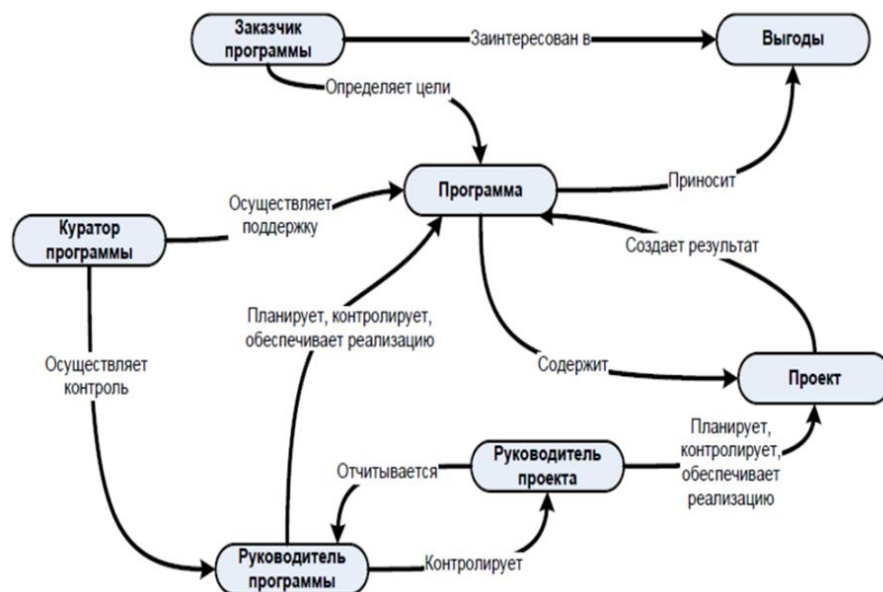 Заказчик
программы
Заинтересован в
Выгоды
Определяет цели
Программа
Приносит
Осуществляет
поддержку
Куратор
программы
Создает результат
Планирует, контролирует,
обеспечивает реализацию
Осуществляет
контроль
Содержит
Проект
Планирует,
контролирует,
обеспечивает
реализацию
Руководитель
проекта
Отчитывается
Руководитель
программы
Контролирует